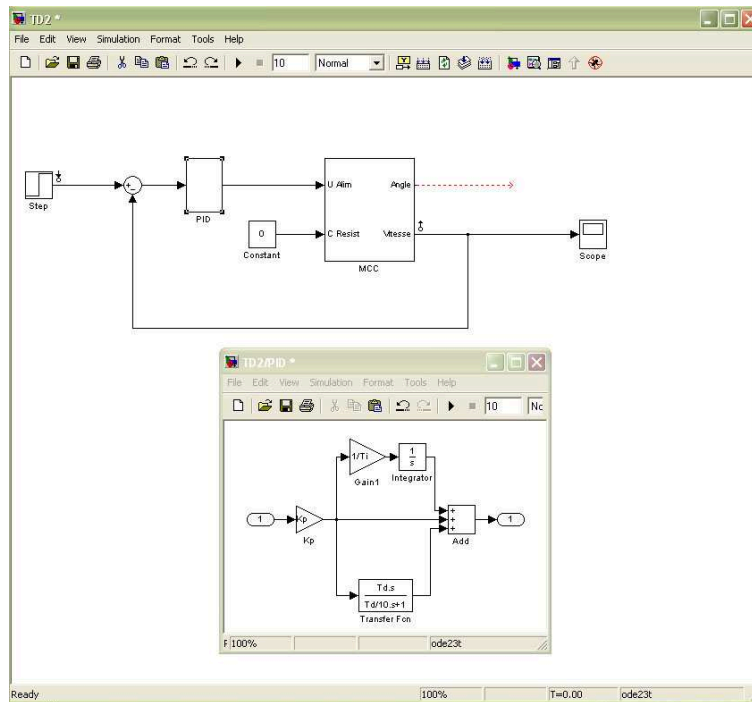 TD2 *
File Edit View Simulation Format Tools Help
10 Normal
Step
PID
U Alim
Angle
C Resist
Vitesse
0
Constant
MCC
Scope
TD2/PID *
File Edit View Simulation Format Tools Help
10
1
Kp
Kp
1/Ti
Gain1
1
s
Integrator
Td.s
Td/10.s+1
Transfer Fcn
+
+
+
Add
1
100% ode23t
Ready 100% T=0.00 ode23t